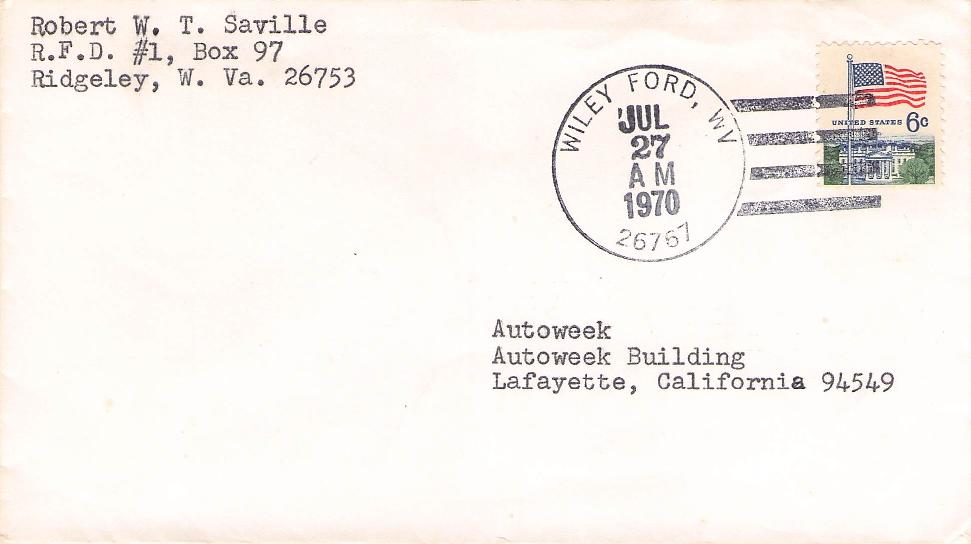 Robert W. T. Saville
R.F.D. #1, Box 97
Ridgeley, W. Va. 26753
WILEY FORD, WV
JUL
27
AM
1970
26767
UNITED STATES 6c
Autoweek
Autoweek Building
Lafayette, California 94549